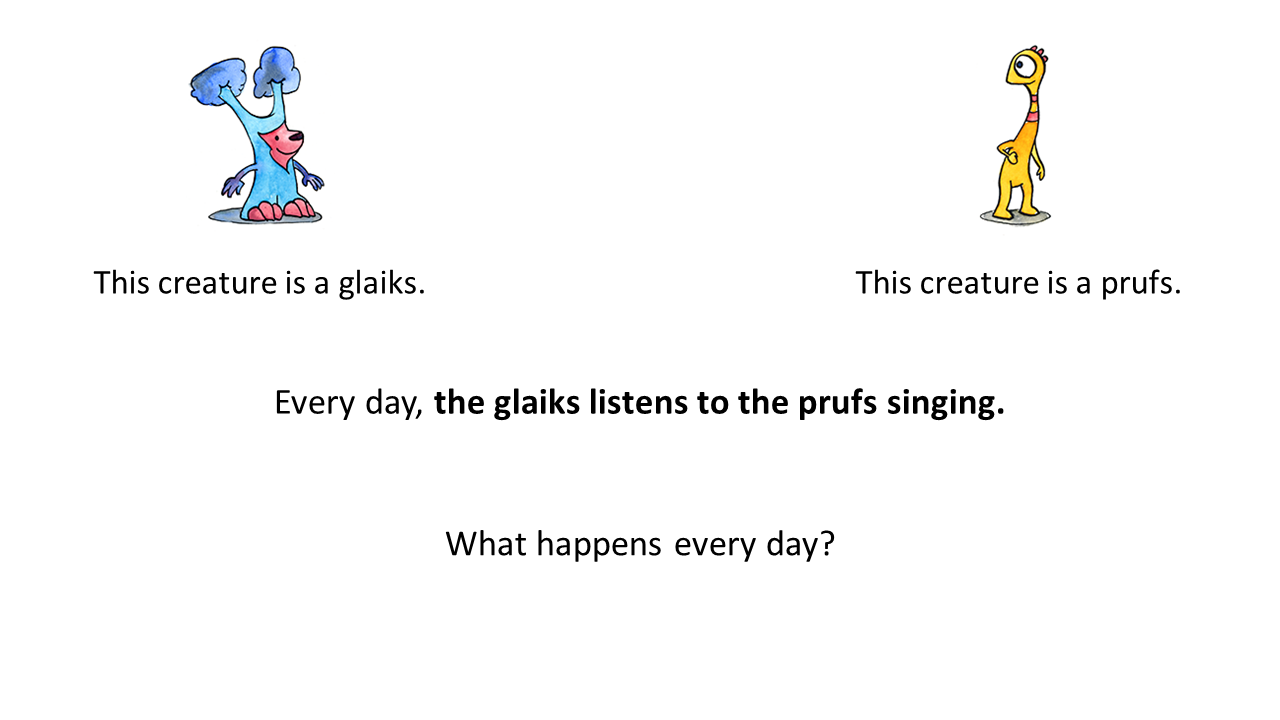 This creature is a glaiks.
This creature is a prufs.
Every day, the glaiks listens to the prufs singing.
What happens every day?